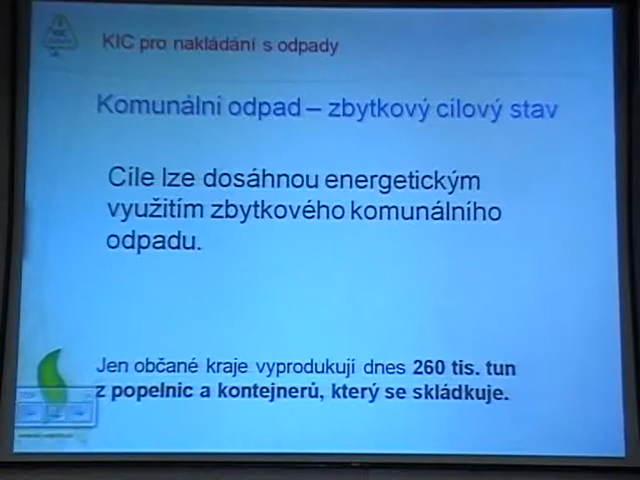 KIC pro nakládání s odpady
Komunální odpad – zbytkový cílový stav
Cíle lze dosáhnou energetickým
využitím zbytkového komunálního
odpadu.
Jen občané kraje vyprodukují dnes 260 tis. tun
z popelnic a kontejnerů, který se skládkuje.